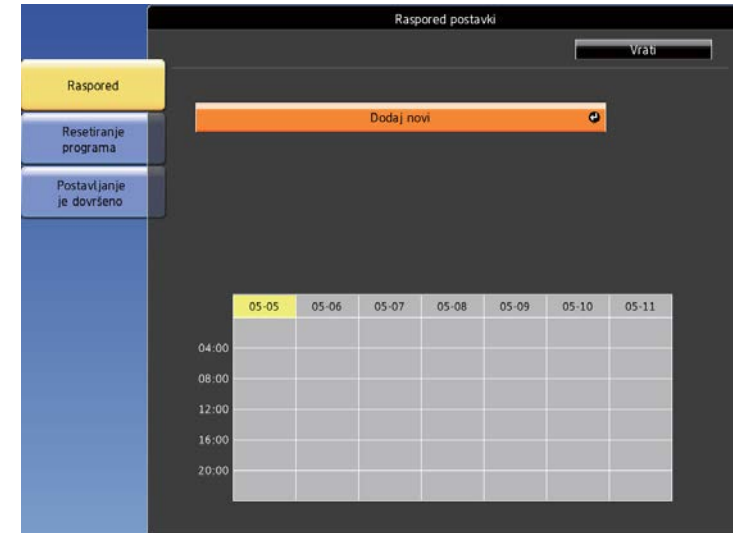 Raspored postavki
Vrati
Raspored
Dodaj novi
Resetiranje
programa
Postavljanje
je dovršeno
05-05 05-06 05-07 05-08 05-09 05-10 05-11
04:00
08:00
12:00
16:00
20:00